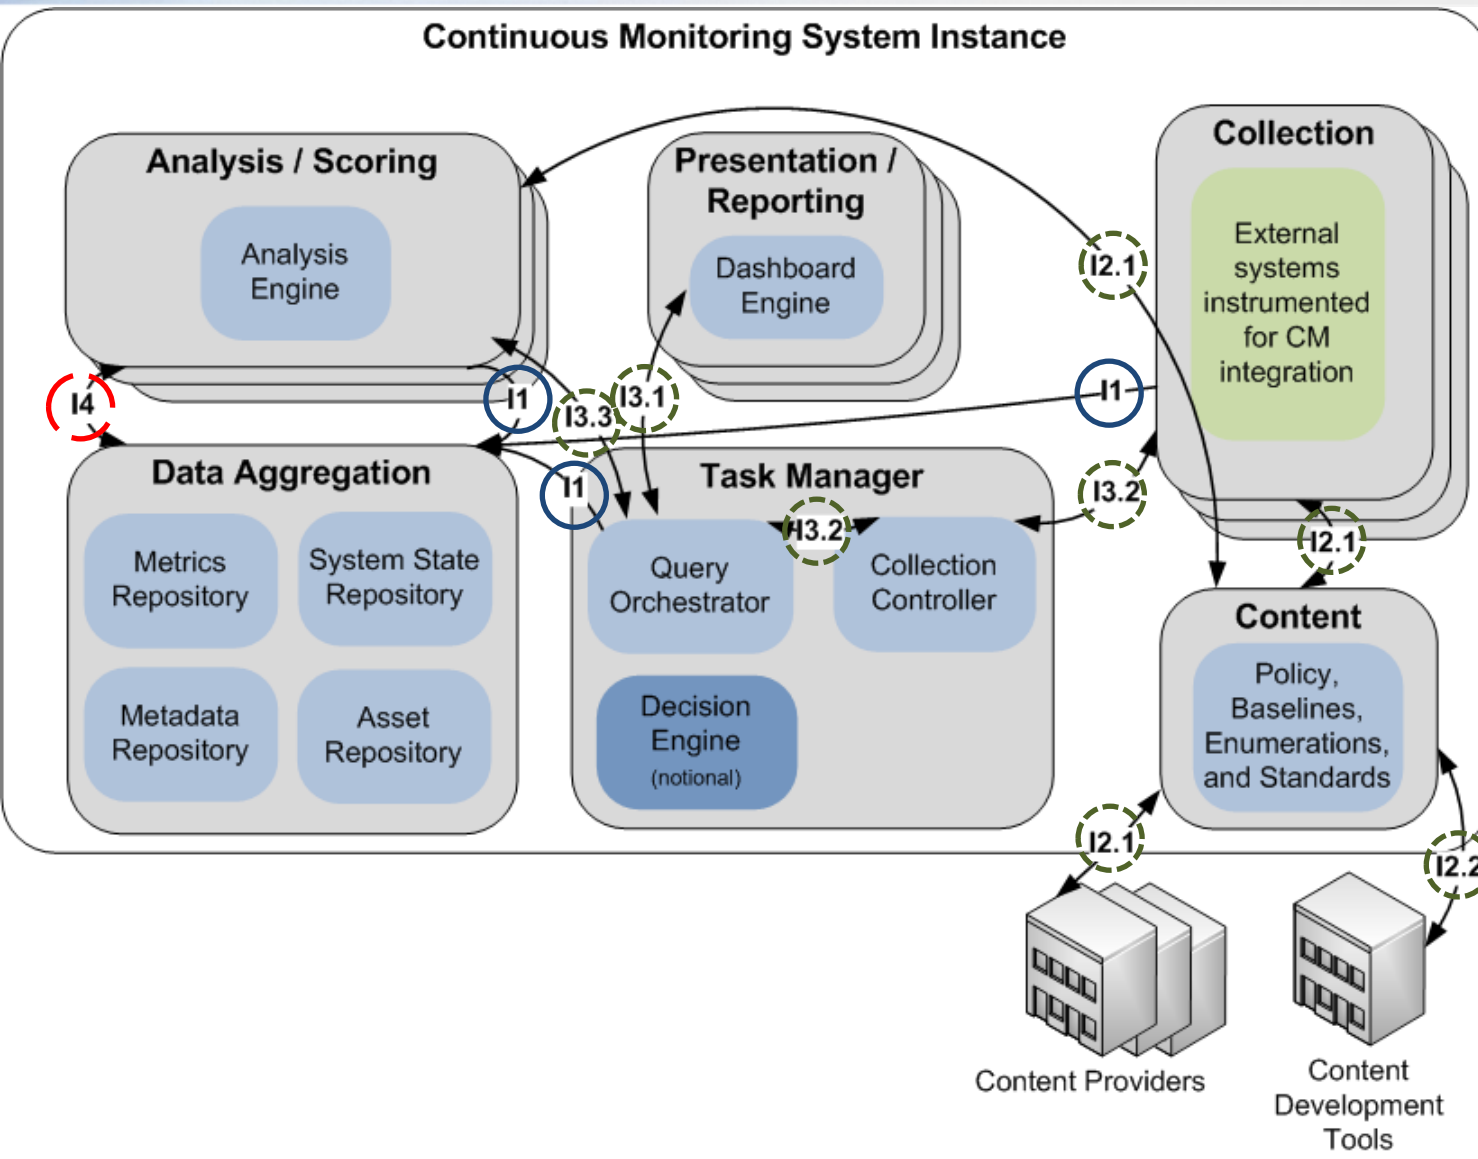 Continuous Monitoring System Instance
Analysis / Scoring
Analysis
Engine
Presentation /
Reporting
Dashboard
Engine
Collection
External
systems
instrumented
for CM
integration
I2.1
I4
I1
I3.3
I3.1
I1
I1
I3.2
I3.2
I2.1
Data Aggregation
Metrics
Repository
System State
Repository
Metadata
Repository
Asset
Repository
Task Manager
Query
Orchestrator
Collection
Controller
Decision
Engine
(notional)
Content
Policy,
Baselines,
Enumerations,
and Standards
I2.1
I2.2
Content Providers
Content
Development
Tools